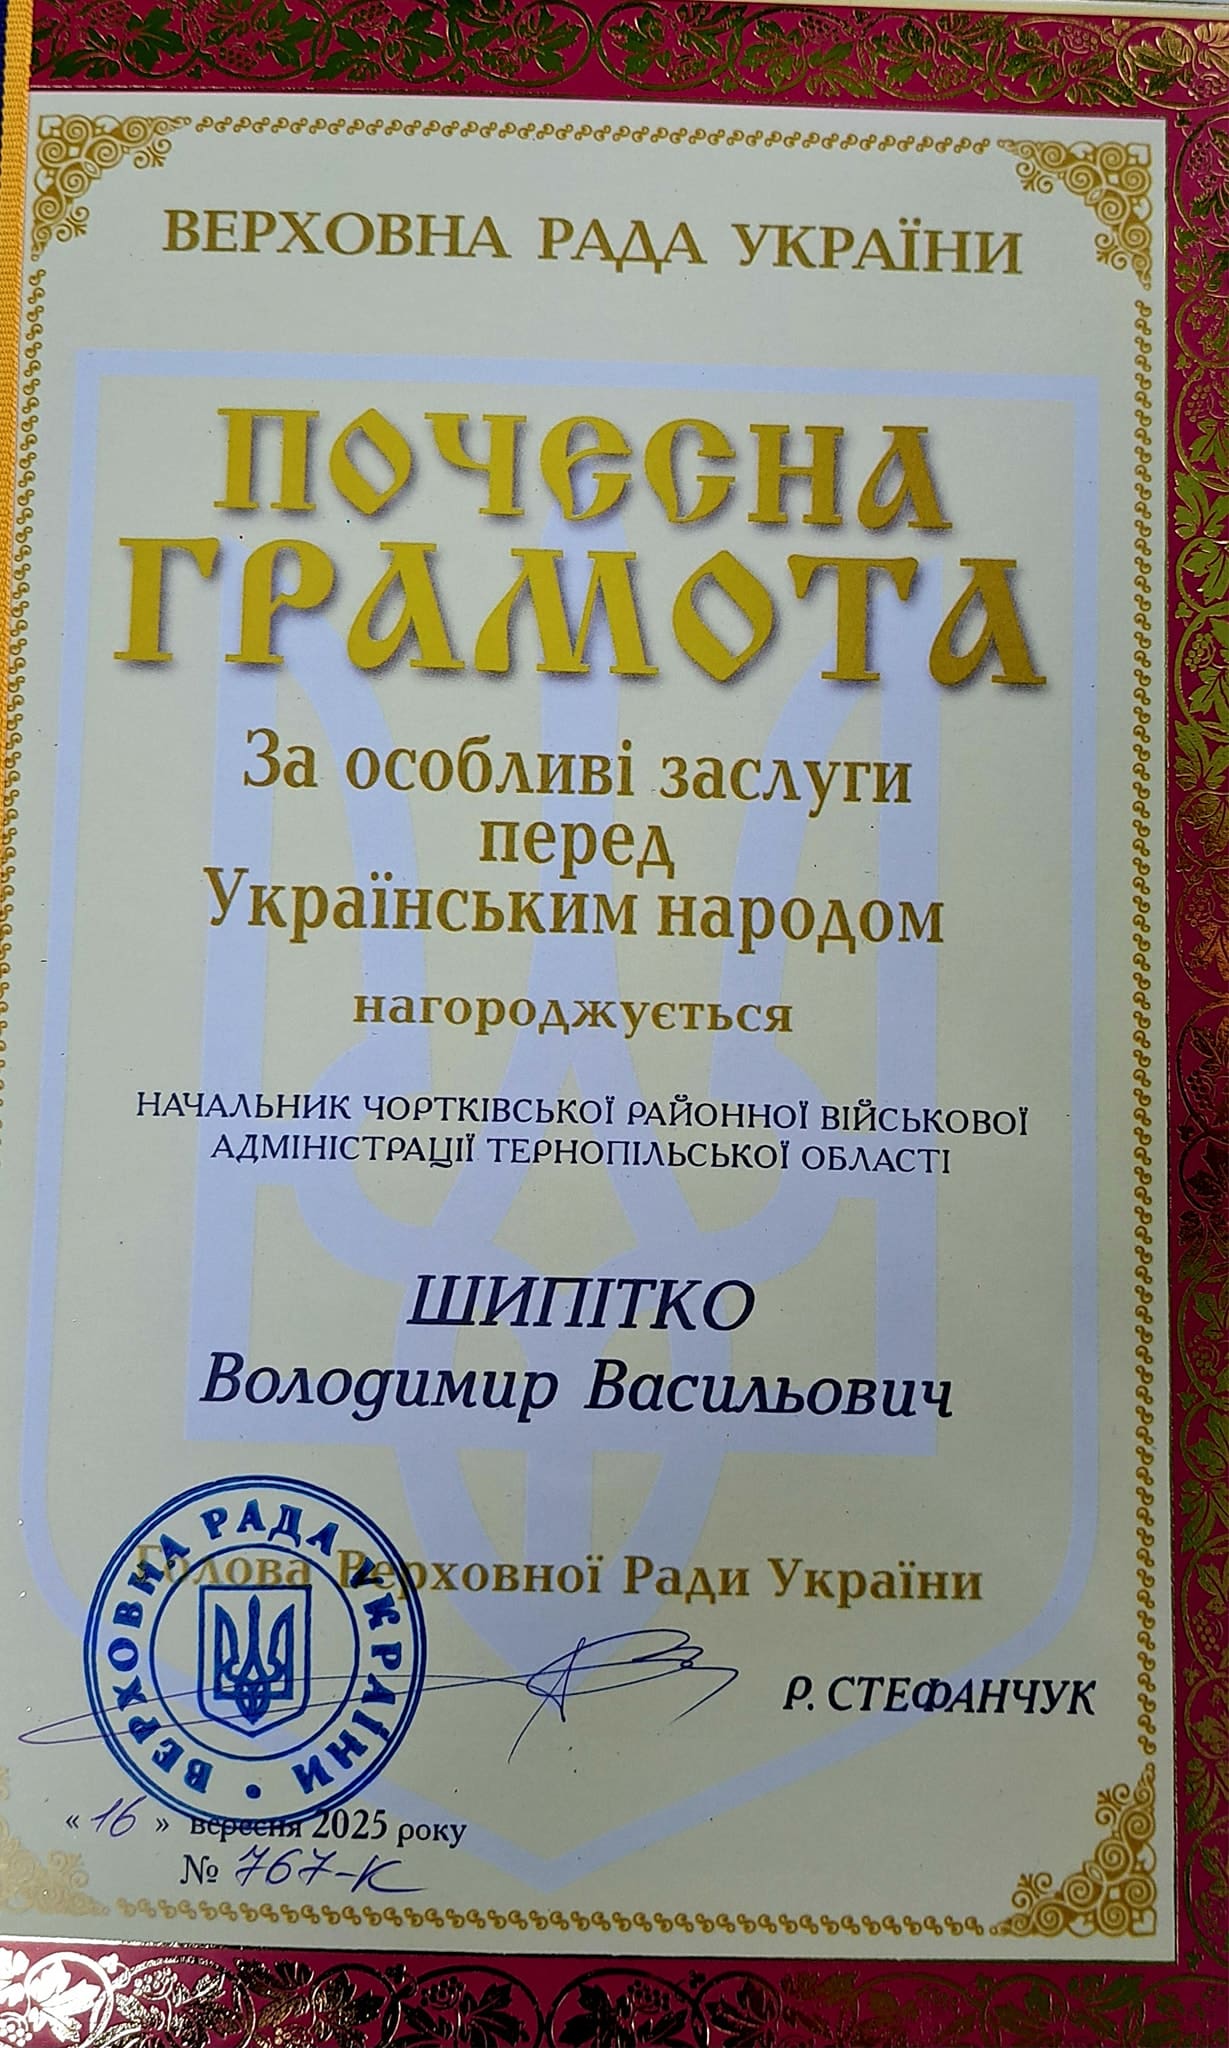 ВЕРХОВНА РАДА УКРАЇНИ
ПОЧЕСНА
ГРАМОТА
За особливі заслуги
перед
Українським народом
нагороджується
НАЧАЛЬНИК ЧОРТКІВСЬКОЇ РАЙОННОЇ ВІЙСЬКОВОЇ
АДМІНІСТРАЦІЇ ТЕРНОПІЛЬСЬКОЇ ОБЛАСТІ
ШИПІТКО
Володимир Васильович
Голова Верховної Ради України
ВЕРХОВНА РАДА УКРАЇНИ
Р. СТЕФАНЧУК
« 16 » вересня 2025 року
№ 767-К